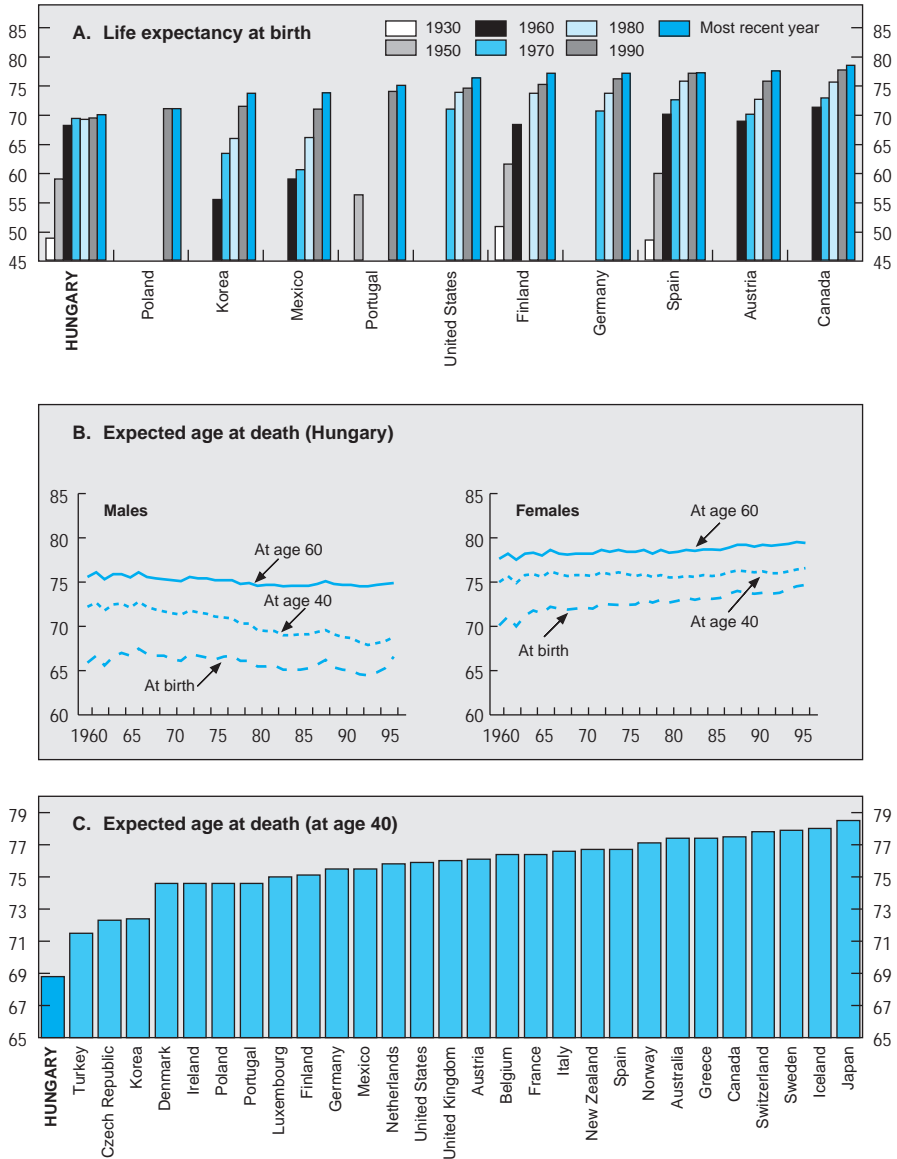 A. Life expectancy at birth
1930 1960 1980 Most recent year
1950 1970 1990
85 85
80 80
75 75
70 70
65 65
60 60
55 55
50 50
45 45
HUNGARY Poland Korea Mexico Portugal United States Finland Germany Spain Austria Canada
B. Expected age at death (Hungary)
Males
85
80
75
70
65
60
At age 60
At age 40
At birth
1960 65 70 75 80 85 90 95
Females
85
80
75
70
65
60
At age 60
At age 40
At birth
1960 65 70 75 80 85 90 95
C. Expected age at death (at age 40)
79 79
77 77
75 75
73 73
71 71
69 69
67 67
65 65
HUNGARY Turkey Czech Republic Korea Denmark Ireland Poland Portugal Luxembourg Finland Germany Mexico Netherlands United States United Kingdom Austria Belgium France Italy New Zealand Spain Norway Australia Greece Canada Switzerland Sweden Iceland Japan